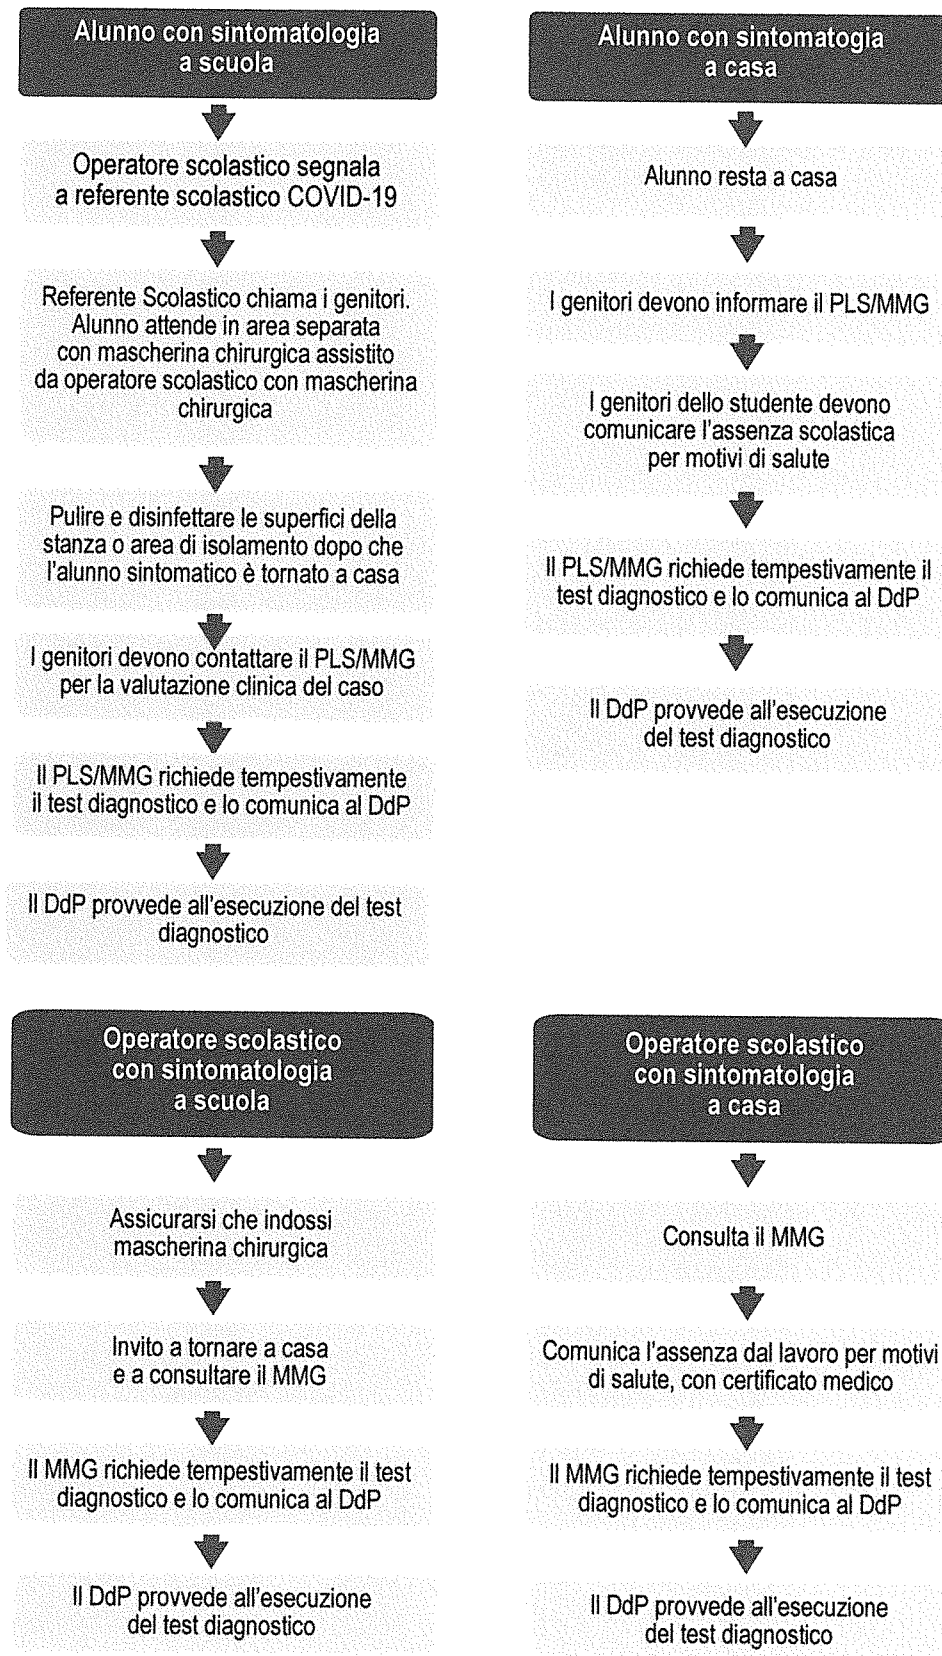 Alunno con sintomatologia
a scuola
Operatore scolastico segnala
a referente scolastico COVID-19
Referente Scolastico chiama i genitori.
Alunno attende in area separata
con mascherina chirurgica assistito
da operatore scolastico con mascherina
chirurgica
Pulire e disinfettare le superfici della
stanza o area di isolamento dopo che
l'alunno sintomatico è tornato a casa
I genitori devono contattare il PLS/MMG
per la valutazione clinica del caso
Il PLS/MMG richiede tempestivamente
il test diagnostico e lo comunica al DdP
Il DdP provvede all'esecuzione del test
diagnostico
Alunno con sintomatogia
a casa
Alunno resta a casa
I genitori devono informare il PLS/MMG
I genitori dello studente devono
comunicare l'assenza scolastica
per motivi di salute
Il PLS/MMG richiede tempestivamente il
test diagnostico e lo comunica al DdP
Il DdP provvede all'esecuzione
del test diagnostico
Operatore scolastico
con sintomatologia
a scuola
Assicurarsi che indossi
mascherina chirurgica
Invito a tornare a casa
e a consultare il MMG
Il MMG richiede tempestivamente il test
diagnostico e lo comunica al DdP
Il DdP provvede all'esecuzione
del test diagnostico
Operatore scolastico
con sintomatologia
a casa
Consulta il MMG
Comunica l'assenza dal lavoro per motivi
di salute, con certificato medico
Il MMG richiede tempestivamente il test
diagnostico e lo comunica al DdP
Il DdP provvede all'esecuzione
del test diagnostico